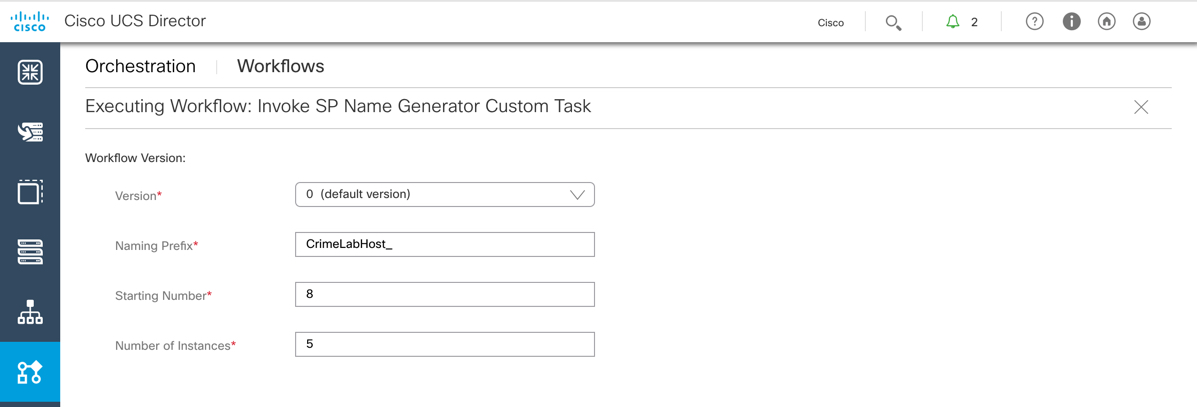 CISCO Cisco UCS Director Cisco 2 ? i
Orchestration Workflows
Executing Workflow: Invoke SP Name Generator Custom Task
Workflow Version:
Version* 0 (default version)
Naming Prefix* CrimeLabHost_
Starting Number* 8
Number of Instances* 5